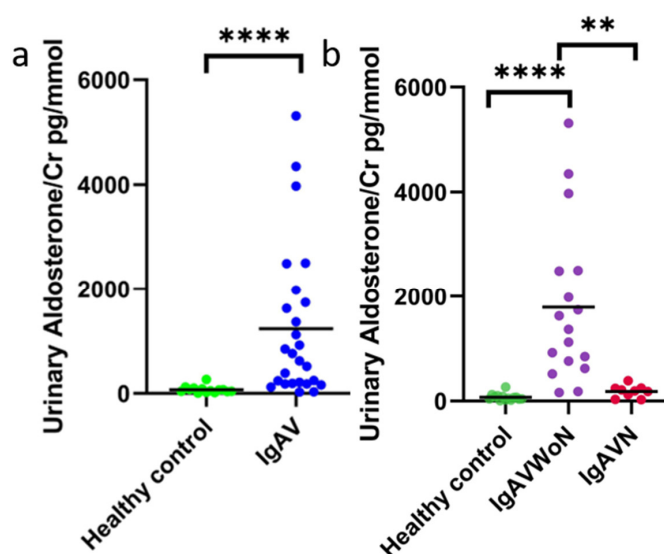 a
****
Urinary Aldosterone/Cr pg/mmol
6000
4000
2000
0
Healthy control
IgAV
b
**
****
Urinary Aldosterone/Cr pg/mmol
6000
4000
2000
0
Healthy control
IgAVWoN
IgAVN